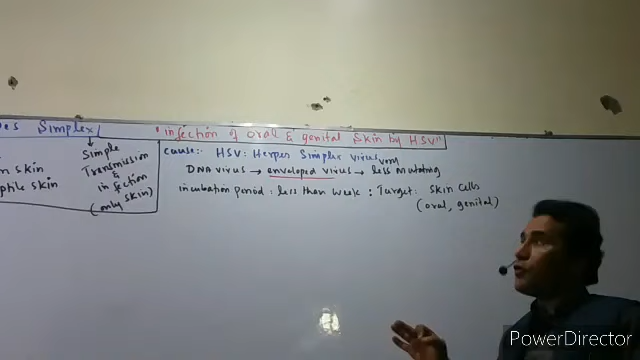 es Simplex
Simple
Transmission
&
infection
(only skin)
n skin
ptile skin
"infection of oral & genital skin by HSV"
cause:- HSV: Herpes Simplex virus
DNA virus → enveloped virus → very less mutating
incubation period: less than week: Target: Skin cells
(oral, genital)
PowerDirector